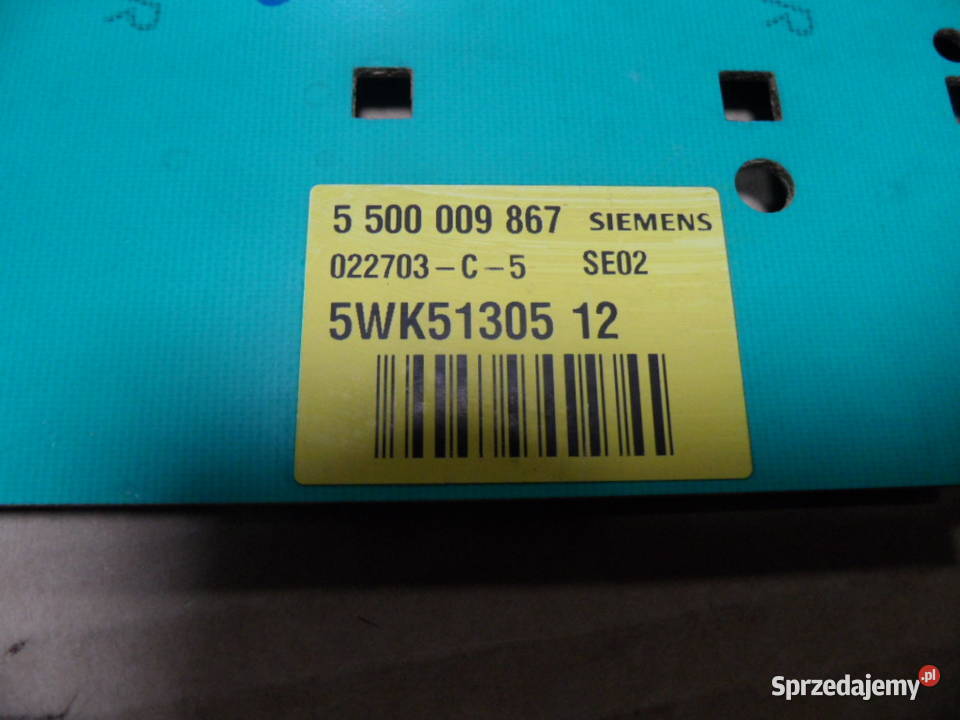 5 500 009 867 SIEMENS
022703-C-5 SE02
5WK51305 12
Sprzedajemy.pl